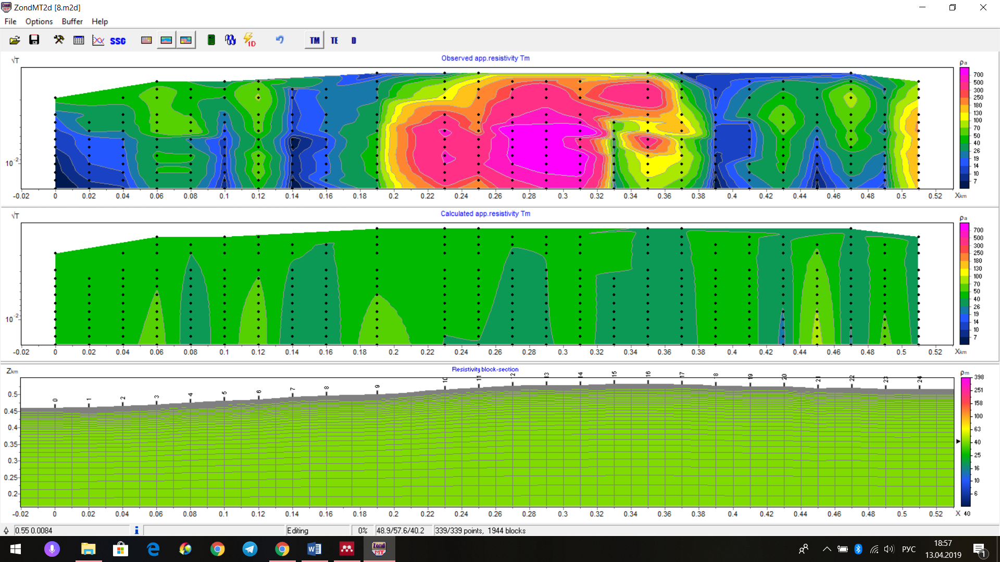 ZondMT2d [8.m2d]
File Options Buffer Help
SSC 1D TM TE D
Observed app.resistivity Tm
√T
ρa
700
500
300
250
180
130
100
70
50
40
26
19
14
10
7
10-2
-0.02 0 0.02 0.04 0.06 0.08 0.1 0.12 0.14 0.16 0.18 0.2 0.22 0.24 0.26 0.28 0.3 0.32 0.34 0.36 0.38 0.4 0.42 0.44 0.46 0.48 0.5 0.52 Xкm
Calculated app.resistivity Tm
√T
ρa
700
500
300
250
180
130
100
70
50
40
26
19
14
10
7
10-2
-0.02 0 0.02 0.04 0.06 0.08 0.1 0.12 0.14 0.16 0.18 0.2 0.22 0.24 0.26 0.28 0.3 0.32 0.34 0.36 0.38 0.4 0.42 0.44 0.46 0.48 0.5 0.52 Xкm
Resistivity block-section
Zкm
ρm
0 1 2 3 4 5 6 7 8 9 10 11 12 13 14 15 16 17 18 19 20 21 22 23 24
0.5
0.45
0.4
0.35
0.3
0.25
0.2
398
251
158
100
63
40
25
16
10
6
-0.02 0 0.02 0.04 0.06 0.08 0.1 0.12 0.14 0.16 0.18 0.2 0.22 0.24 0.26 0.28 0.3 0.32 0.34 0.36 0.38 0.4 0.42 0.44 0.46 0.48 0.5 0.52 X 40
0.55 0.0084 i Editing 0% 48.9/57.6/40.2 339/339 points, 1944 blocks
Zond MT
РУС
18:57
13.04.2019
1